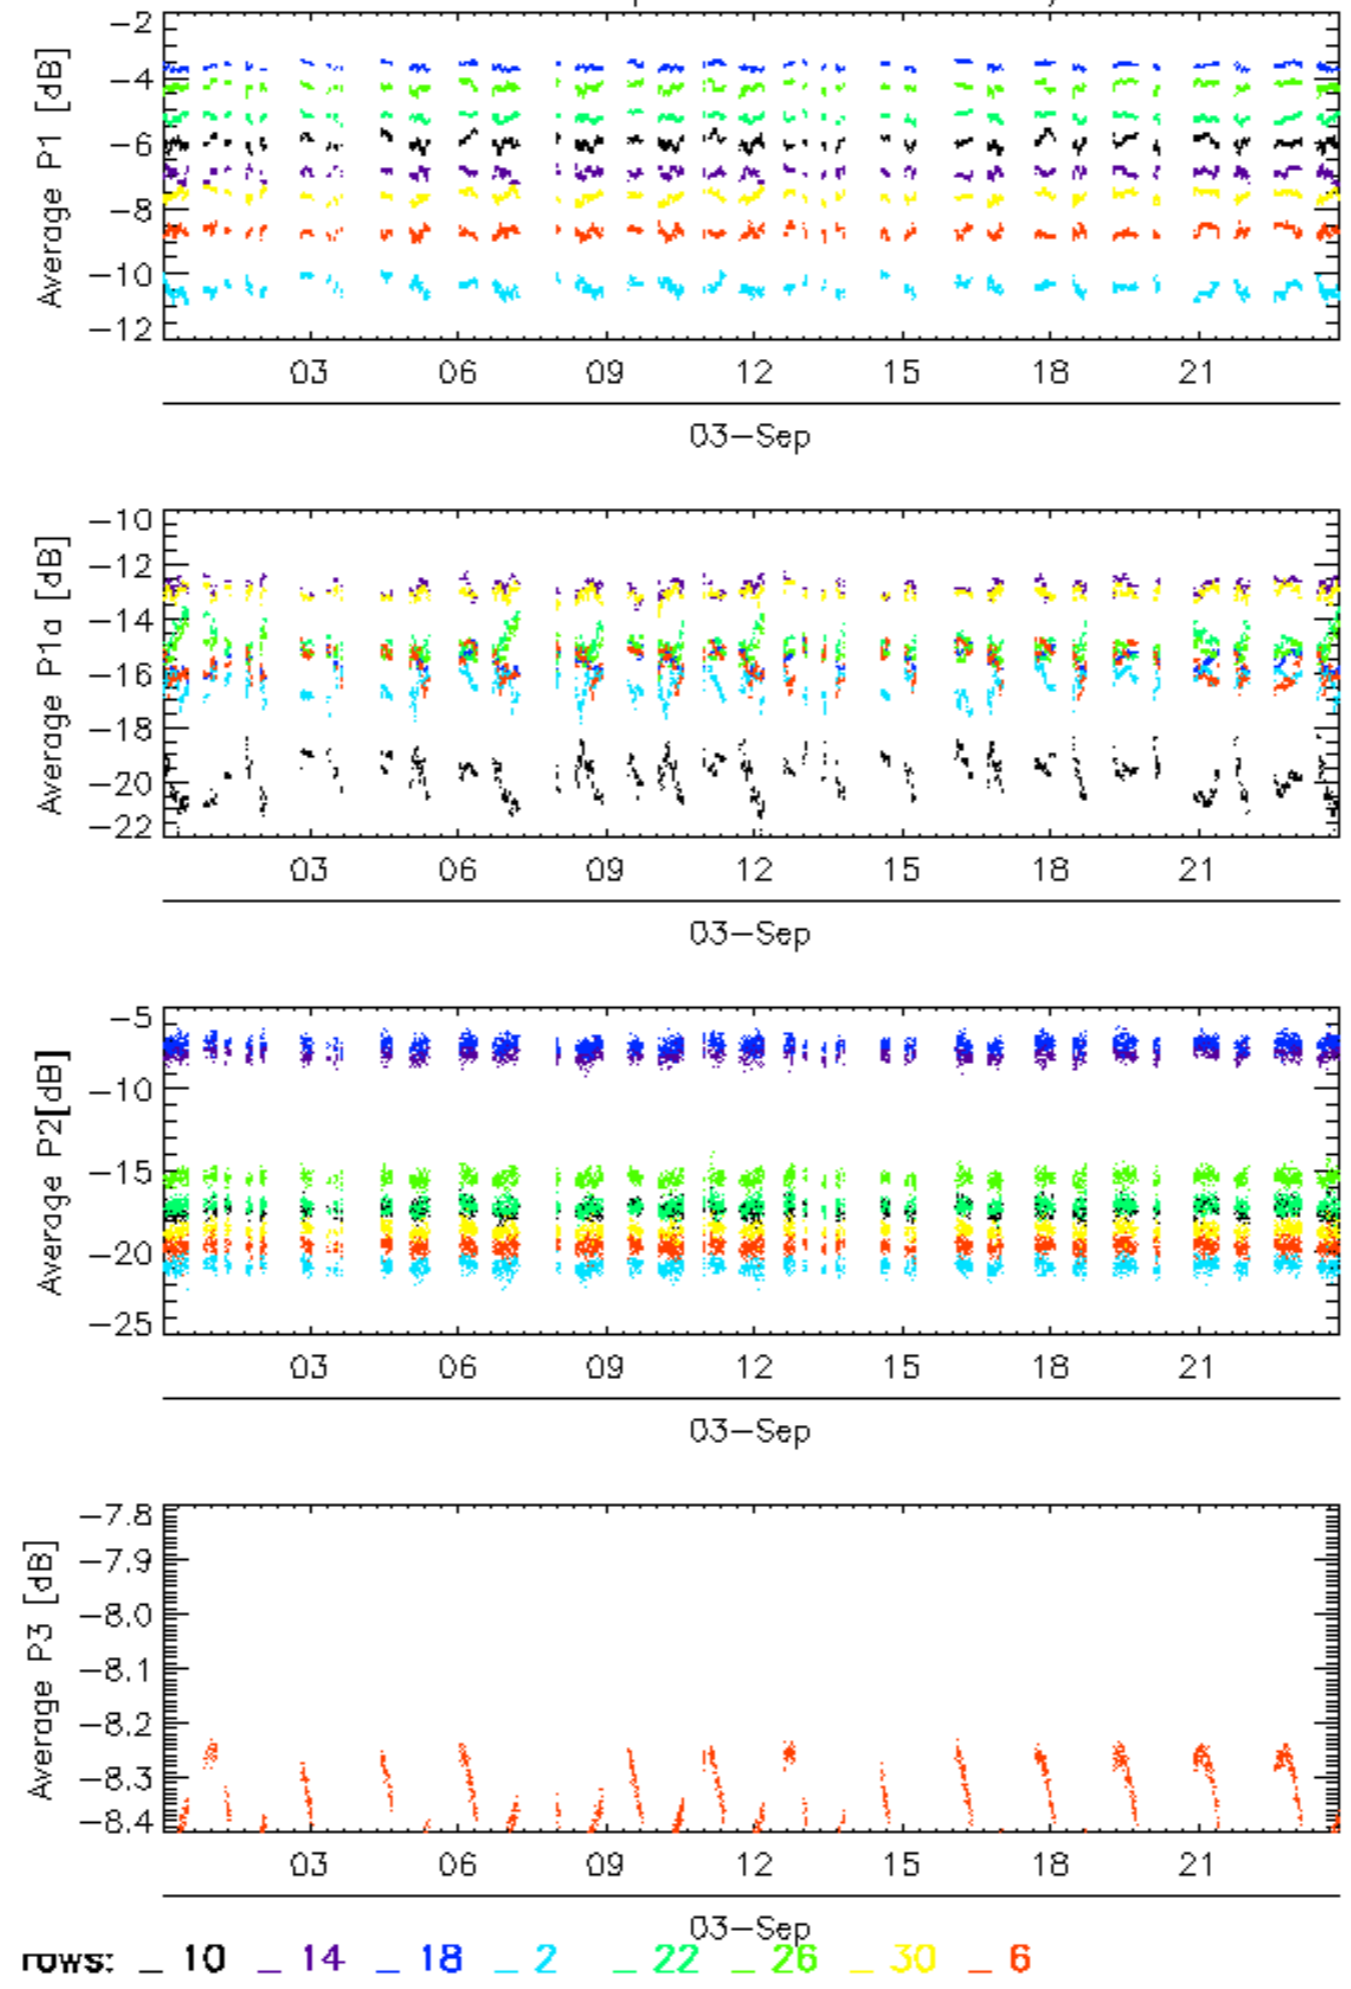 Average P1 [dB]
-2
-4
-6
-8
-10
-12
03 06 09 12 15 18 21
03-Sep
Average P1a [dB]
-10
-12
-14
-16
-18
-20
-22
03 06 09 12 15 18 21
03-Sep
Average P2[dB]
-5
-10
-15
-20
-25
03 06 09 12 15 18 21
03-Sep
Average P3 [dB]
-7.8
-7.9
-8.0
-8.1
-8.2
-8.3
-8.4
03 06 09 12 15 18 21
03-Sep
rows: _ 10 _ 14 _ 18 _ 2 _ 22 _ 26 _ 30 _ 6